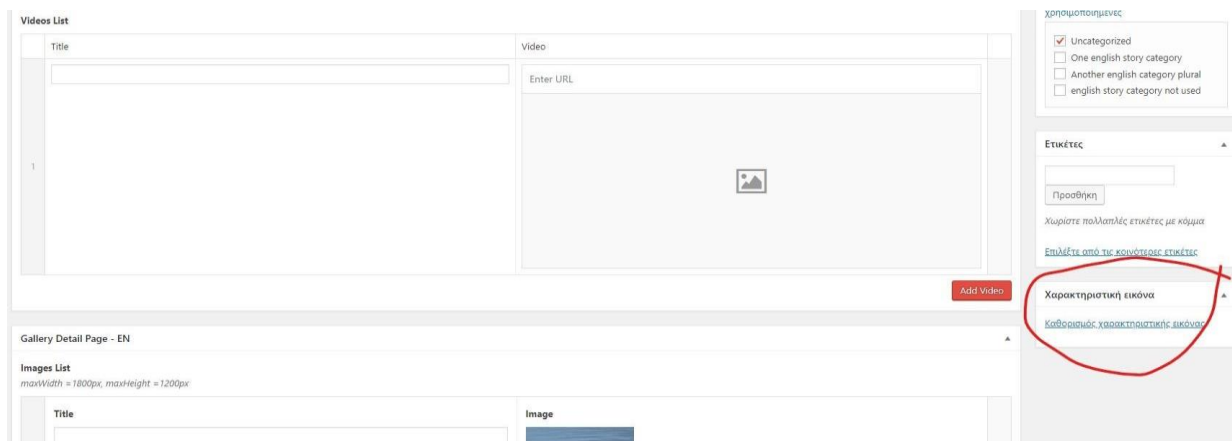 Videos List
Title
Video
Enter URL
1
Add Video
Gallery Detail Page - EN
Images List
maxWidth =1800px, maxHeight =1200px
Title
Image
χρησιμοποιημένες
Uncategorized
One english story category
Another english category plural
english story category not used
Ετικέτες
Προσθήκη
Χωρίστε πολλαπλές ετικέτες με κόμμα
Επιλέξτε από τις κοινότερες ετικέτες
Χαρακτηριστική εικόνα
Καθορισμός χαρακτηριστικής εικόνας